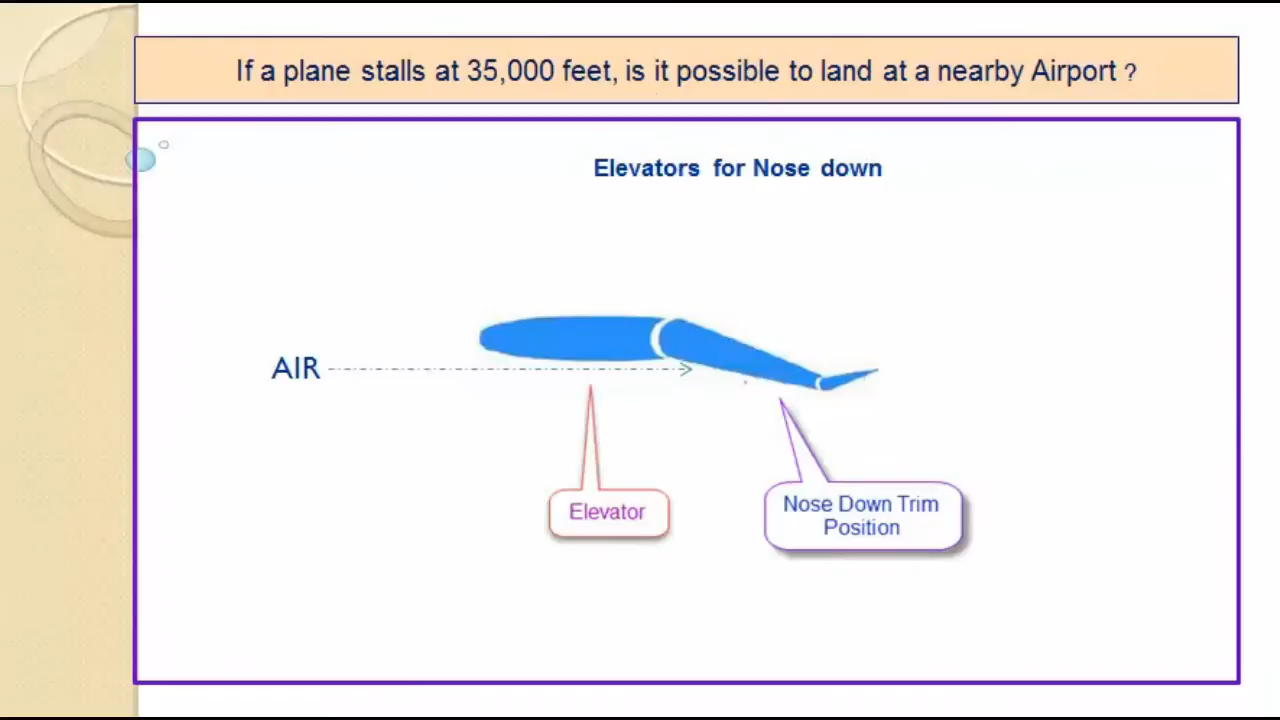 If a plane stalls at 35,000 feet, is it possible to land at a nearby Airport ?
Elevators for Nose down
AIR
Elevator
Nose Down Trim
Position